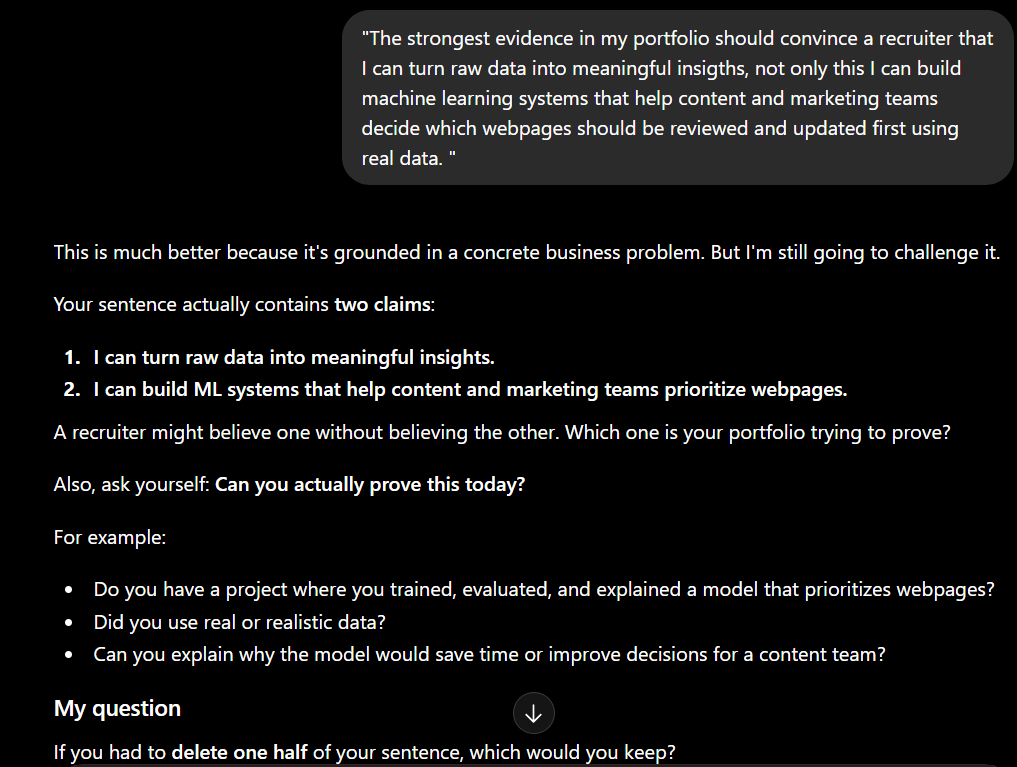 "The strongest evidence in my portfolio should convince a recruiter that
I can turn raw data into meaningful insigths, not only this I can build
machine learning systems that help content and marketing teams
decide which webpages should be reviewed and updated first using
real data. "
This is much better because it's grounded in a concrete business problem. But I'm still going to challenge it.
Your sentence actually contains two claims:
1. I can turn raw data into meaningful insights.
2. I can build ML systems that help content and marketing teams prioritize webpages.
A recruiter might believe one without believing the other. Which one is your portfolio trying to prove?
Also, ask yourself: Can you actually prove this today?
For example:
• Do you have a project where you trained, evaluated, and explained a model that prioritizes webpages?
• Did you use real or realistic data?
• Can you explain why the model would save time or improve decisions for a content team?
My question
If you had to delete one half of your sentence, which would you keep?